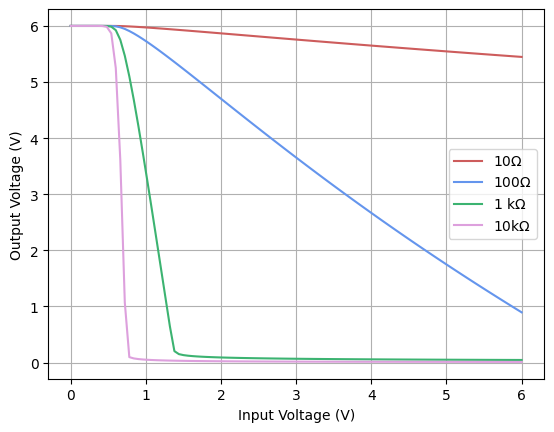 6
5
4
3
2
1
0
Output Voltage (V)
10Ω
100Ω
1 kΩ
10kΩ
0 1 2 3 4 5 6
Input Voltage (V)